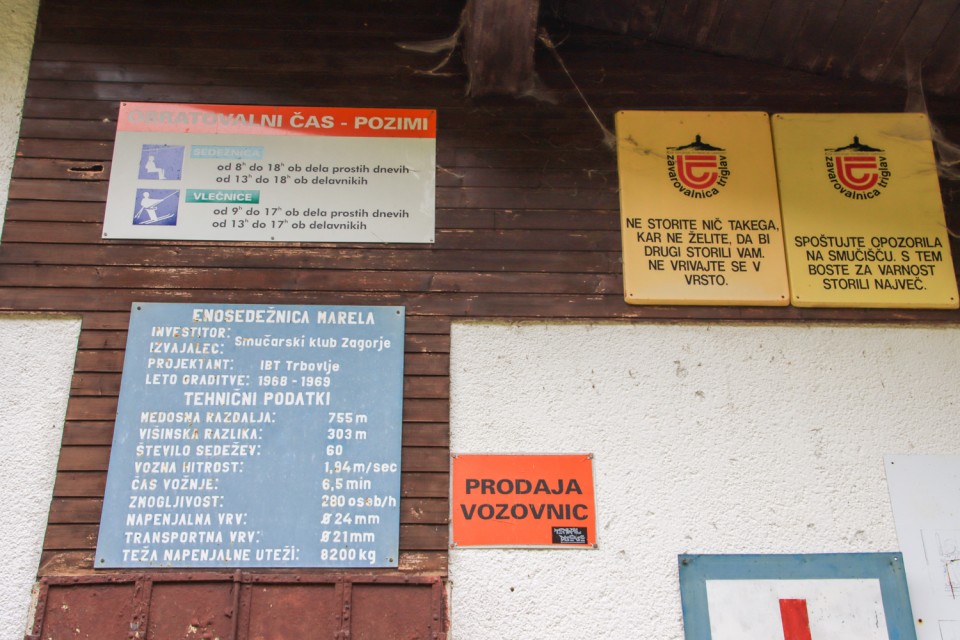 OBRATOVALNI ČAS - POZIMI
SEDEŽNICA
od 8ʰ do 18ʰ ob dela prostih dnevih
od 13ʰ do 18ʰ ob delavnikih
VLEČNICE
od 9ʰ do 17ʰ ob dela prostih dnevih
od 13ʰ do 17ʰ ob delavnikih
zavarovalnica triglav
NE STORITE NIČ TAKEGA,
KAR NE ŽELITE, DA BI
DRUGI STORILI VAM.
NE VRIVAJTE SE V
VRSTO.
zavarovalnica triglav
SPOŠTUJTE OPOZORILA
NA SMUČIŠČU. S TEM
BOSTE ZA VARNOST
STORILI NAJVEČ.
ENOSEDEŽNICA MARELA
INVESTITOR:
IZVAJALEC: Smučarski klub Zagorje
PROJEKTANT: IBT Trbovlje
LETO GRADITVE: 1968 - 1969
TEHNIČNI PODATKI
MEDOSNA RAZDALJA: 755 m
VIŠINSKA RAZLIKA: 303 m
ŠTEVILO SEDEŽEV: 60
VOZNA HITROST: 1,94 m/sec
ČAS VOŽNJE: 6,5 min
ZMOGLJIVOST: 280 osab/h
NAPENJALNA VRV: Ø 24 mm
TRANSPORTNA VRV: Ø 21 mm
TEŽA NAPENJALNE UTEŽI: 8200 kg
PRODAJA
VOZOVNIC